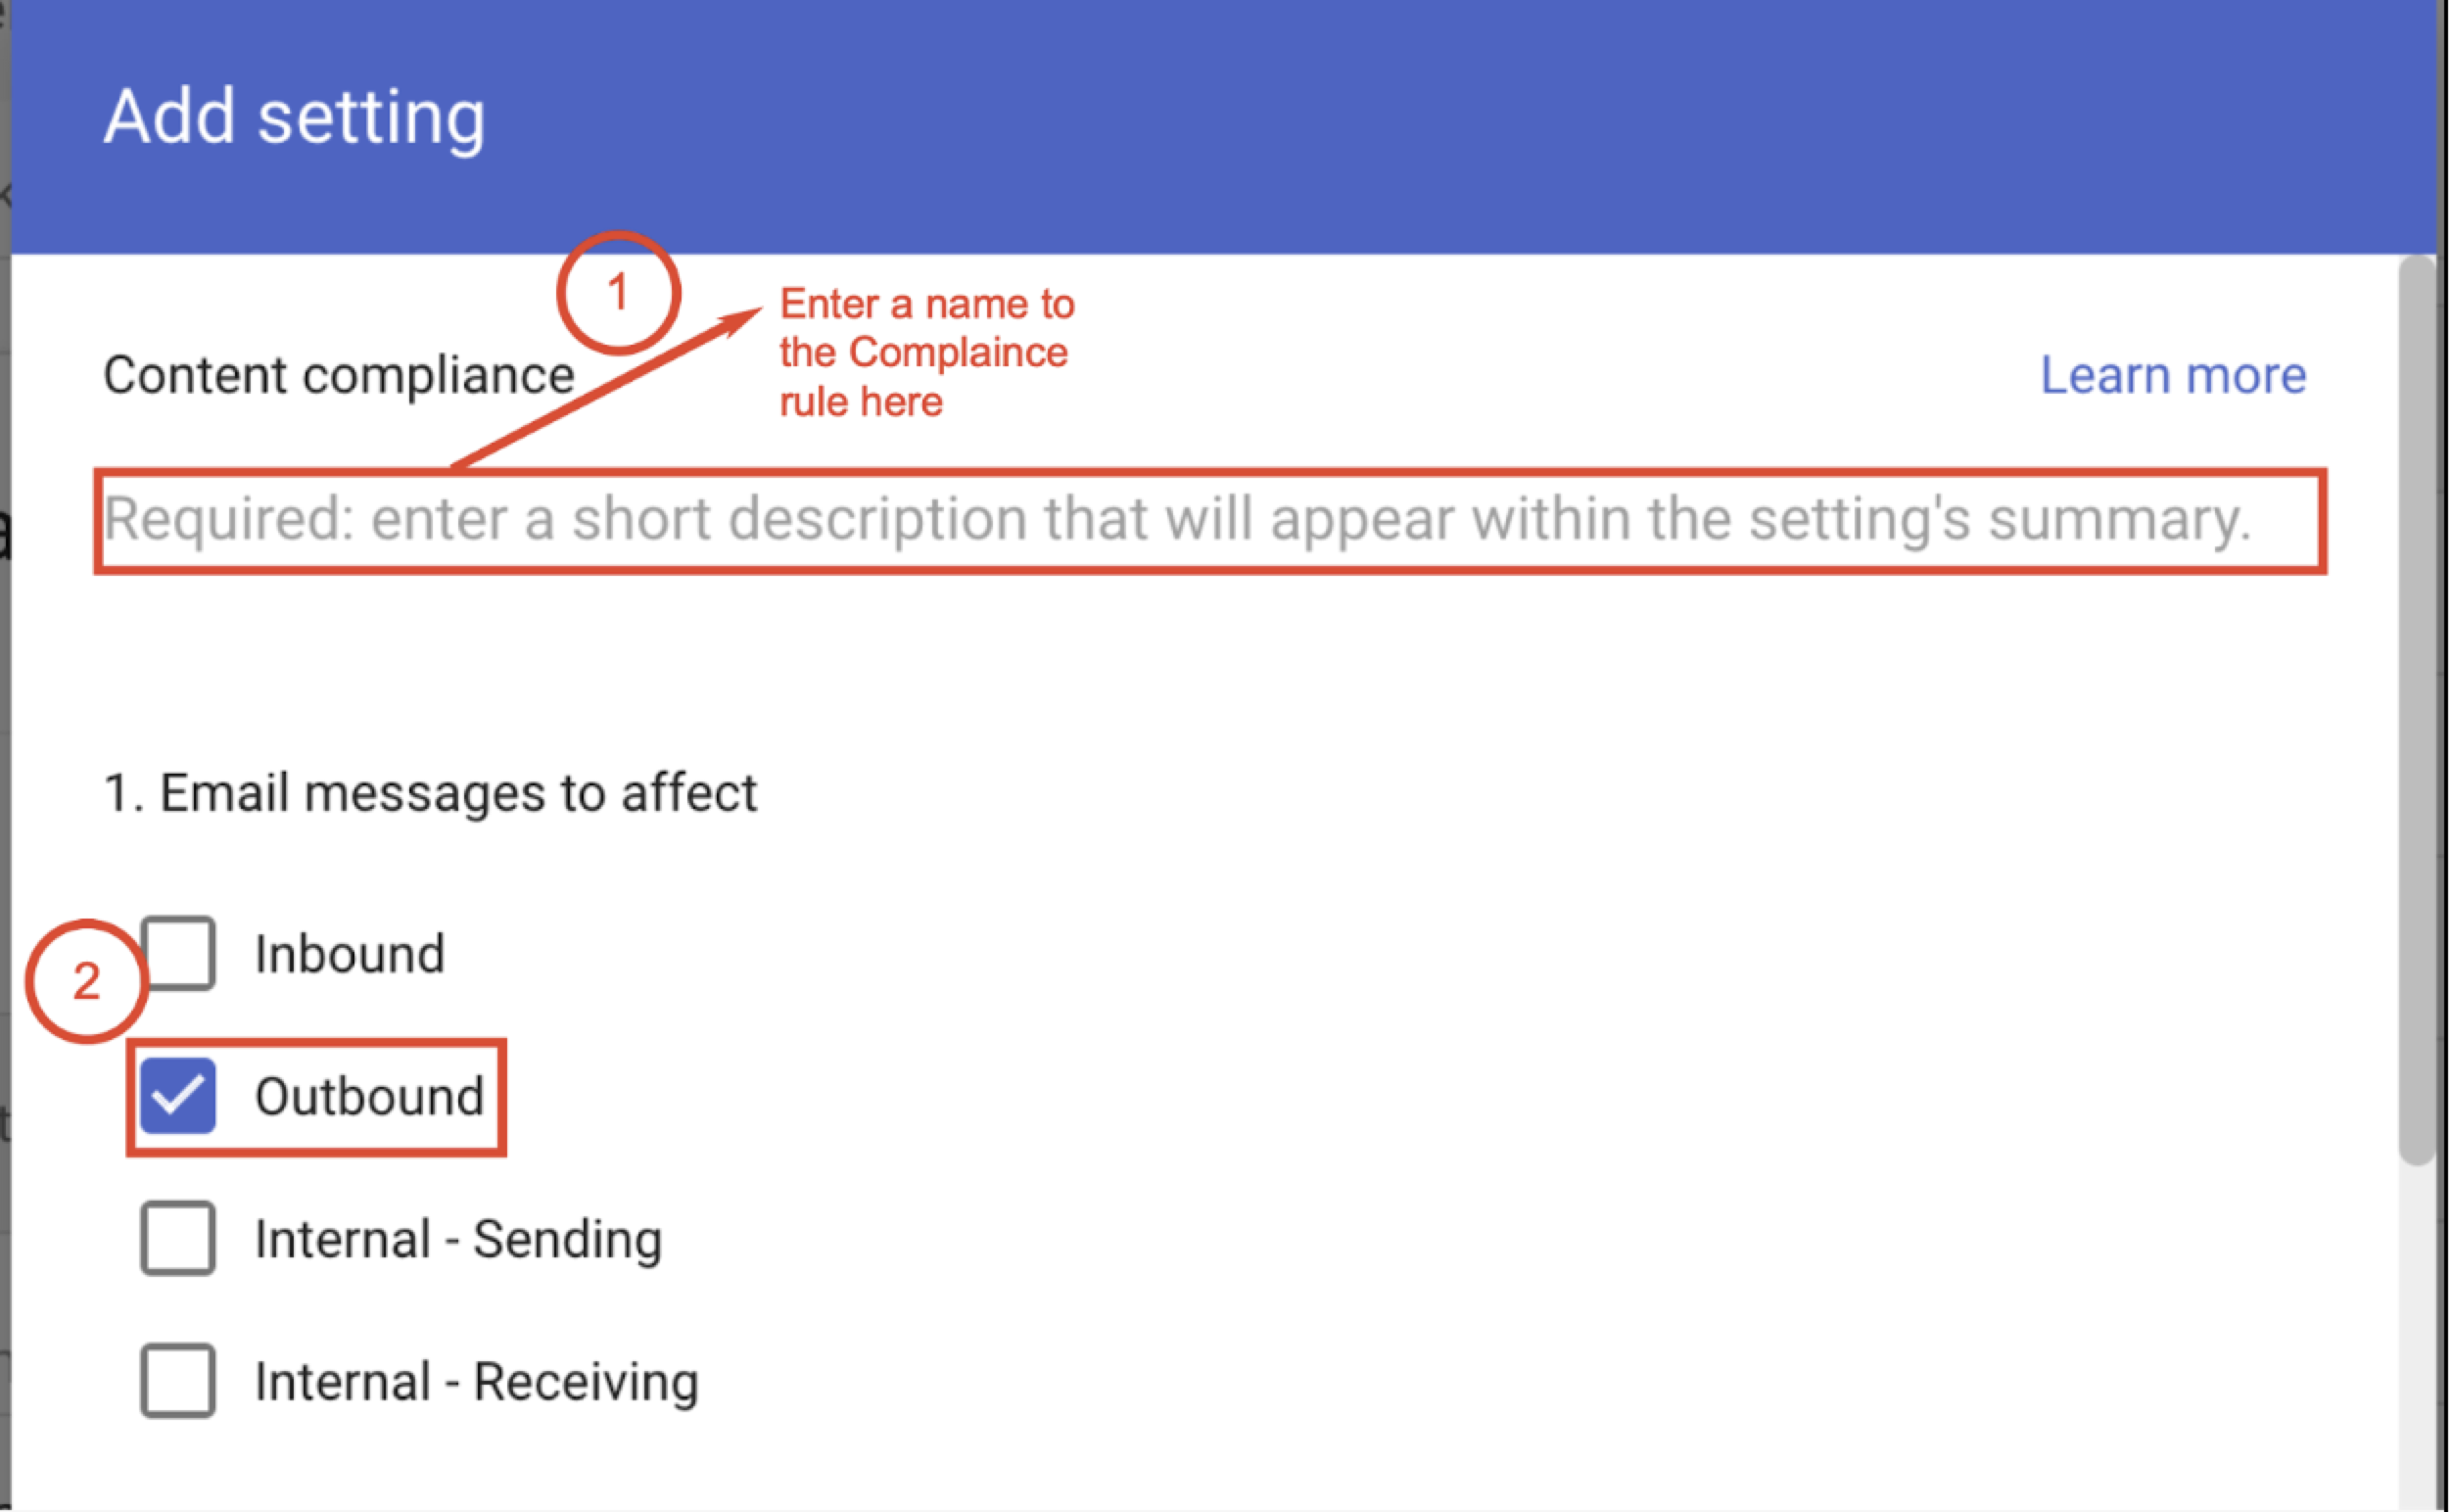 Add setting
1
Enter a name to
the Complaince
rule here
Content compliance
Learn more
Required: enter a short description that will appear within the setting's summary.
1. Email messages to affect
2
Inbound
Outbound
Internal - Sending
Internal - Receiving